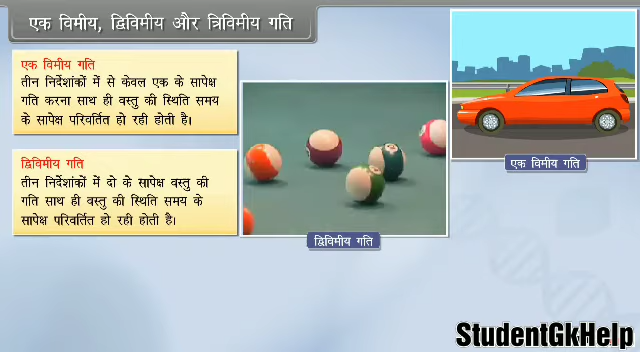 एक विमीय, द्विविमीय और त्रिविमीय गति
एक विमीय गति
तीन निर्देशांकों में से केवल एक के सापेक्ष
गति करना साथ ही वस्तु की स्थिति समय
के सापेक्ष परिवर्तित हो रही होती है।
द्विविमीय गति
तीन निर्देशांकों में दो के सापेक्ष वस्तु की
गति साथ ही वस्तु की स्थिति समय के
सापेक्ष परिवर्तित हो रही होती है।
एक विमीय गति
द्विविमीय गति
StudentGkHelp